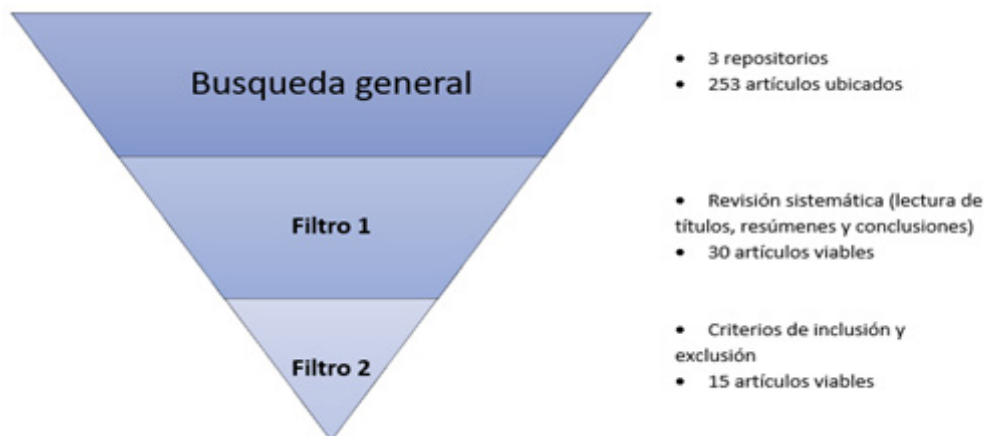 Busqueda general
• 3 repositorios
• 253 artículos ubicados
Filtro 1
• Revisión sistemática (lectura de
títulos, resúmenes y conclusiones)
• 30 artículos viables
Filtro 2
• Criterios de inclusión y
exclusión
• 15 artículos viables